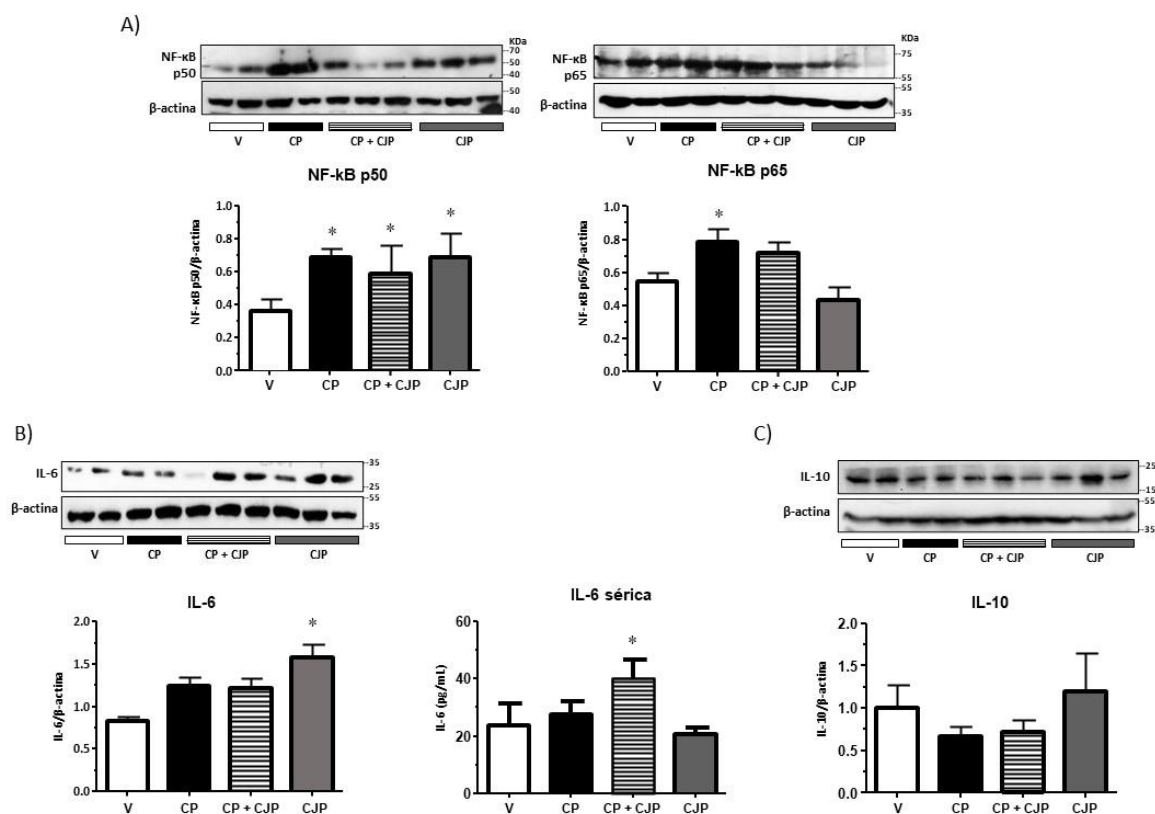 A)
KDa
NF-κB p50
70
50
40
β-actina
50
40
V CP CP + CJP CJP
NF-κB p65
KDa
75
55
β-actina
55
35
V CP CP + CJP CJP
NF-kB p50
NF-κB p50/β-actina
1.0
0.8
0.6
0.4
0.2
0.0
* * *
V CP CP + CJP CJP
NF-kB p65
NF-κB p65/β-actina
1.0
0.8
0.6
0.4
0.2
0.0
*
V CP CP + CJP CJP
B)
IL-6
35
25
β-actina
55
35
V CP CP + CJP CJP
C)
IL-10
25
15
β-actina
55
35
V CP CP + CJP CJP
IL-6
IL-6/β-actina
2.0
1.5
1.0
0.5
0.0
*
V CP CP + CJP CJP
IL-6 sérica
IL-6 (pg/mL)
60
40
20
0
*
V CP CP + CJP CJP
IL-10
IL-10/β-actina
2.0
1.5
1.0
0.5
0.0
V CP CP + CJP CJP